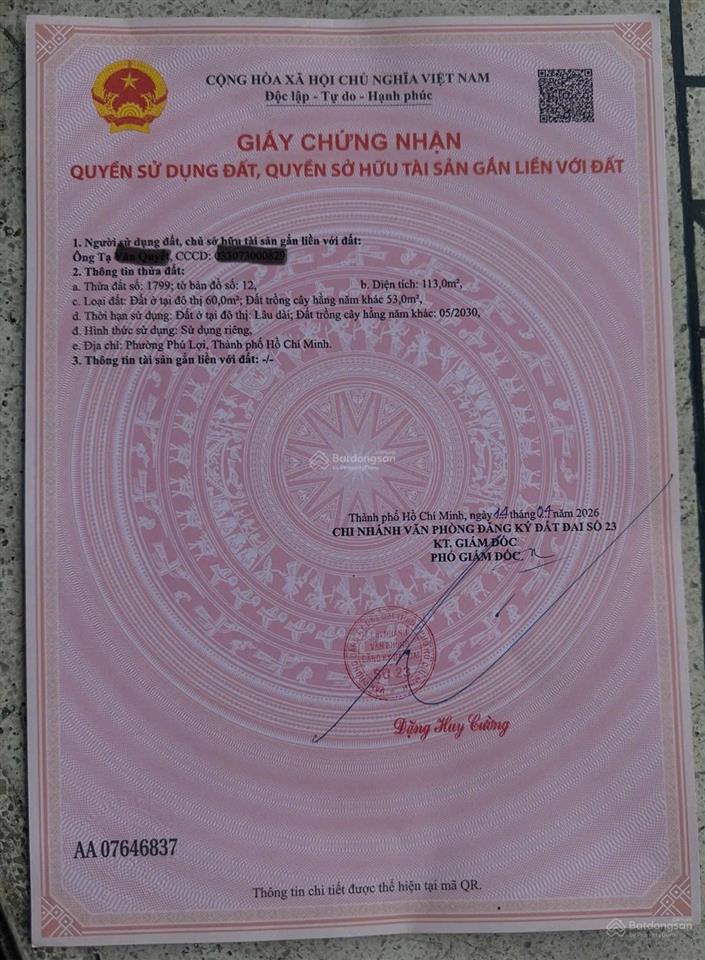 CỘNG HÒA XÃ HỘI CHỦ NGHĨA VIỆT NAM
Độc lập - Tự do - Hạnh phúc
GIẤY CHỨNG NHẬN
QUYỀN SỬ DỤNG ĐẤT, QUYỀN SỞ HỮU TÀI SẢN GẮN LIỀN VỚI ĐẤT
1. Người sử dụng đất, chủ sở hữu tài sản gắn liền với đất:
Ông Tạ CCCD:
2. Thông tin thửa đất:
a. Thửa đất số: 1799; tờ bản đồ số: 12, b. Diện tích: 113,0m²,
c. Loại đất: Đất ở tại đô thị 60,0m²; Đất trồng cây hằng năm khác 53,0m²,
d. Thời hạn sử dụng: Đất ở tại đô thị: Lâu dài; Đất trồng cây hằng năm khác: 05/2030,
đ. Hình thức sử dụng: Sử dụng riêng,
e. Địa chỉ: Phường Phú Lợi, Thành phố Hồ Chí Minh.
3. Thông tin tài sản gắn liền với đất: -/-
Batdongsan
by PropertyGuru
Thành phố Hồ Chí Minh, ngày tháng năm 2026
CHI NHÁNH VĂN PHÒNG ĐĂNG KÝ ĐẤT ĐAI SỐ 23
KT. GIÁM ĐỐC
PHÓ GIÁM ĐỐC
SỐ 23
Đặng Huy Cường
AA 07646837
Thông tin chi tiết được thể hiện tại mã QR.
Batdongsan
by PropertyGuru